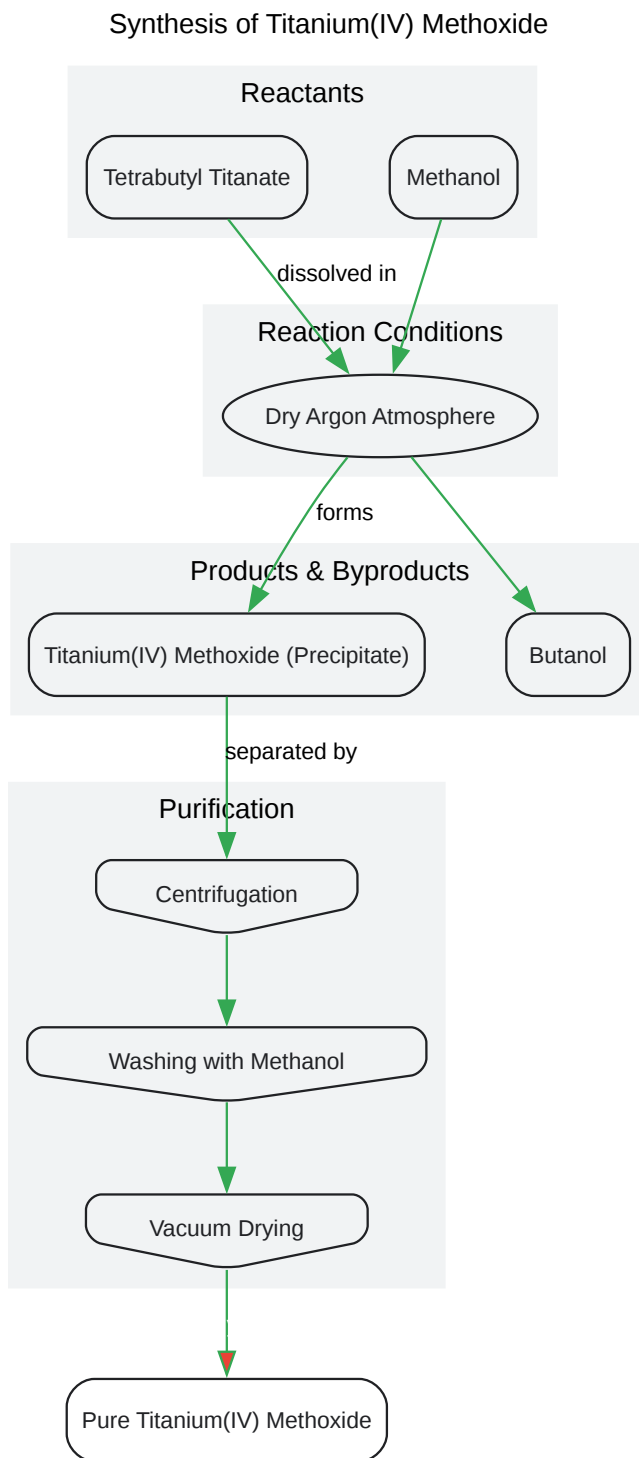 Synthesis of Titanium(IV) Methoxide
Reactants
Tetrabutyl Titanate
Methanol
dissolved in
Reaction Conditions
Dry Argon Atmosphere
forms
Products & Byproducts
Titanium(IV) Methoxide (Precipitate)
Butanol
separated by
Purification
Centrifugation
Washing with Methanol
Vacuum Drying
Pure Titanium(IV) Methoxide